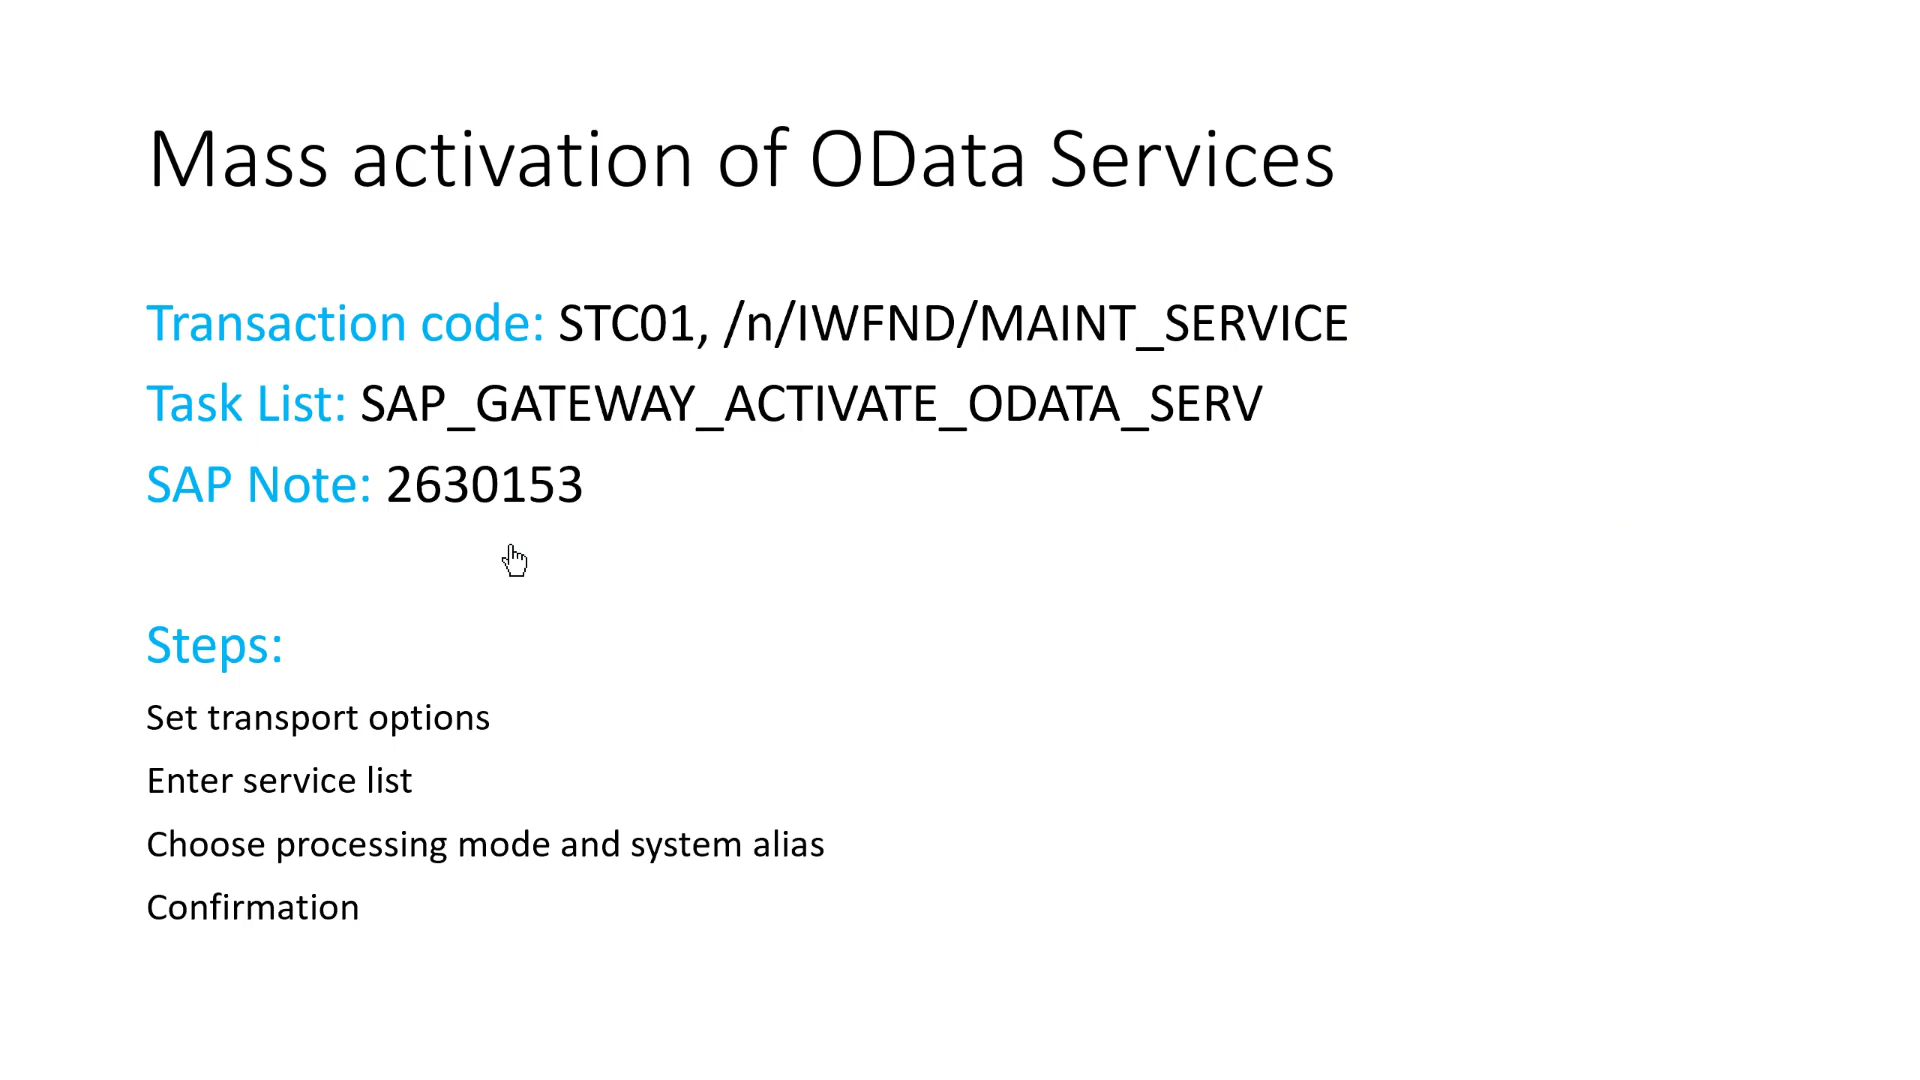 Mass activation of OData Services
Transaction code: STC01, /n/IWFND/MAINT_SERVICE
Task List: SAP_GATEWAY_ACTIVATE_ODATA_SERV
SAP Note: 2630153
Steps:
Set transport options
Enter service list
Choose processing mode and system alias
Confirmation